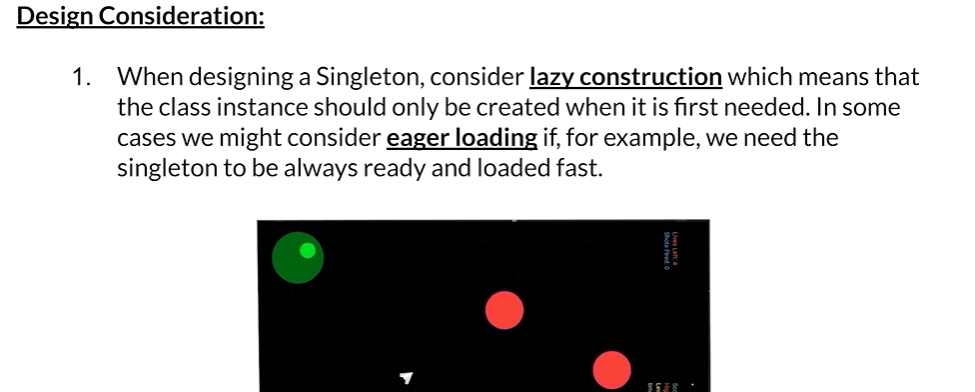 Design Consideration:
1. When designing a Singleton, consider lazy construction which means that
the class instance should only be created when it is first needed. In some
cases we might consider eager loading if, for example, we need the
singleton to be always ready and loaded fast.
Lives Left: 4
Shots Fired: 0